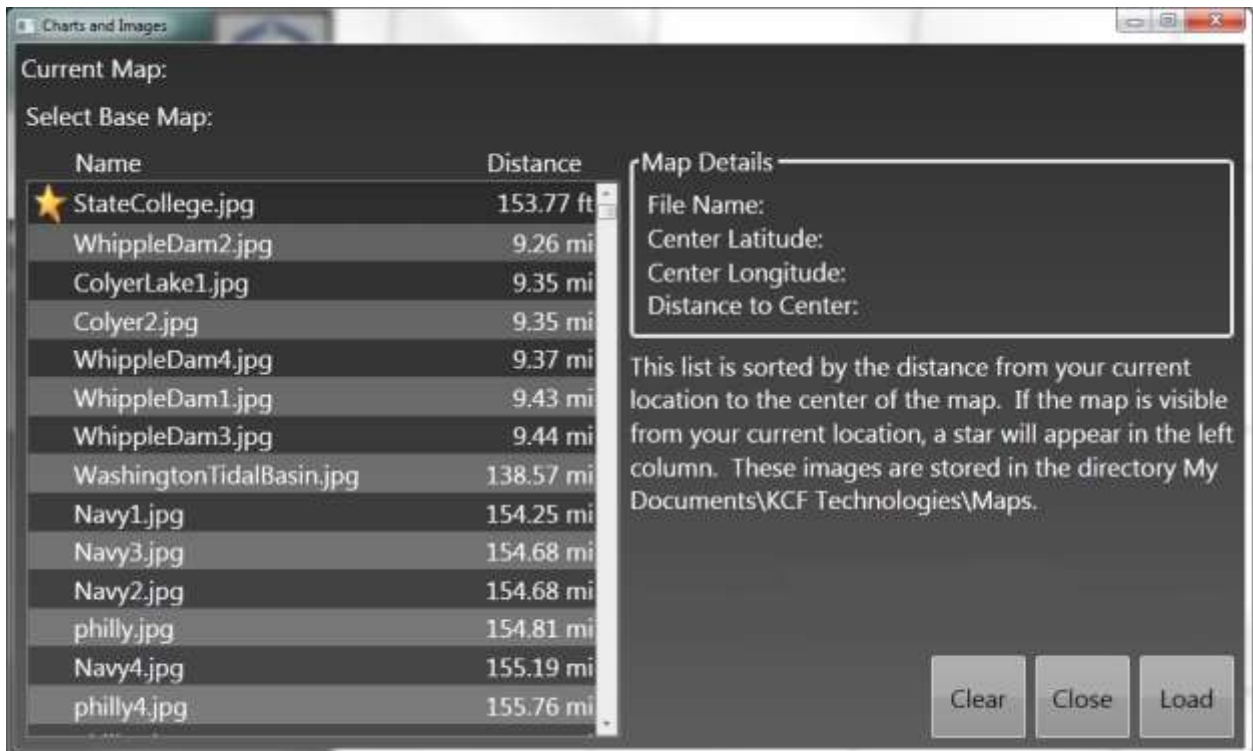 Charts and Images
Current Map:
Select Base Map:
Name Distance
StateCollege.jpg 153.77 ft
WhippleDam2.jpg 9.26 mi
ColyerLake1.jpg 9.35 mi
Colyer2.jpg 9.35 mi
WhippleDam4.jpg 9.37 mi
WhippleDam1.jpg 9.43 mi
WhippleDam3.jpg 9.44 mi
WashingtonTidalBasin.jpg 138.57 mi
Navy1.jpg 154.25 mi
Navy3.jpg 154.68 mi
Navy2.jpg 154.68 mi
philly.jpg 154.81 mi
Navy4.jpg 155.19 mi
philly4.jpg 155.76 mi
Map Details
File Name:
Center Latitude:
Center Longitude:
Distance to Center:
This list is sorted by the distance from your current
location to the center of the map. If the map is visible
from your current location, a star will appear in the left
column. These images are stored in the directory My
Documents\KCF Technologies\Maps.
Clear Close Load